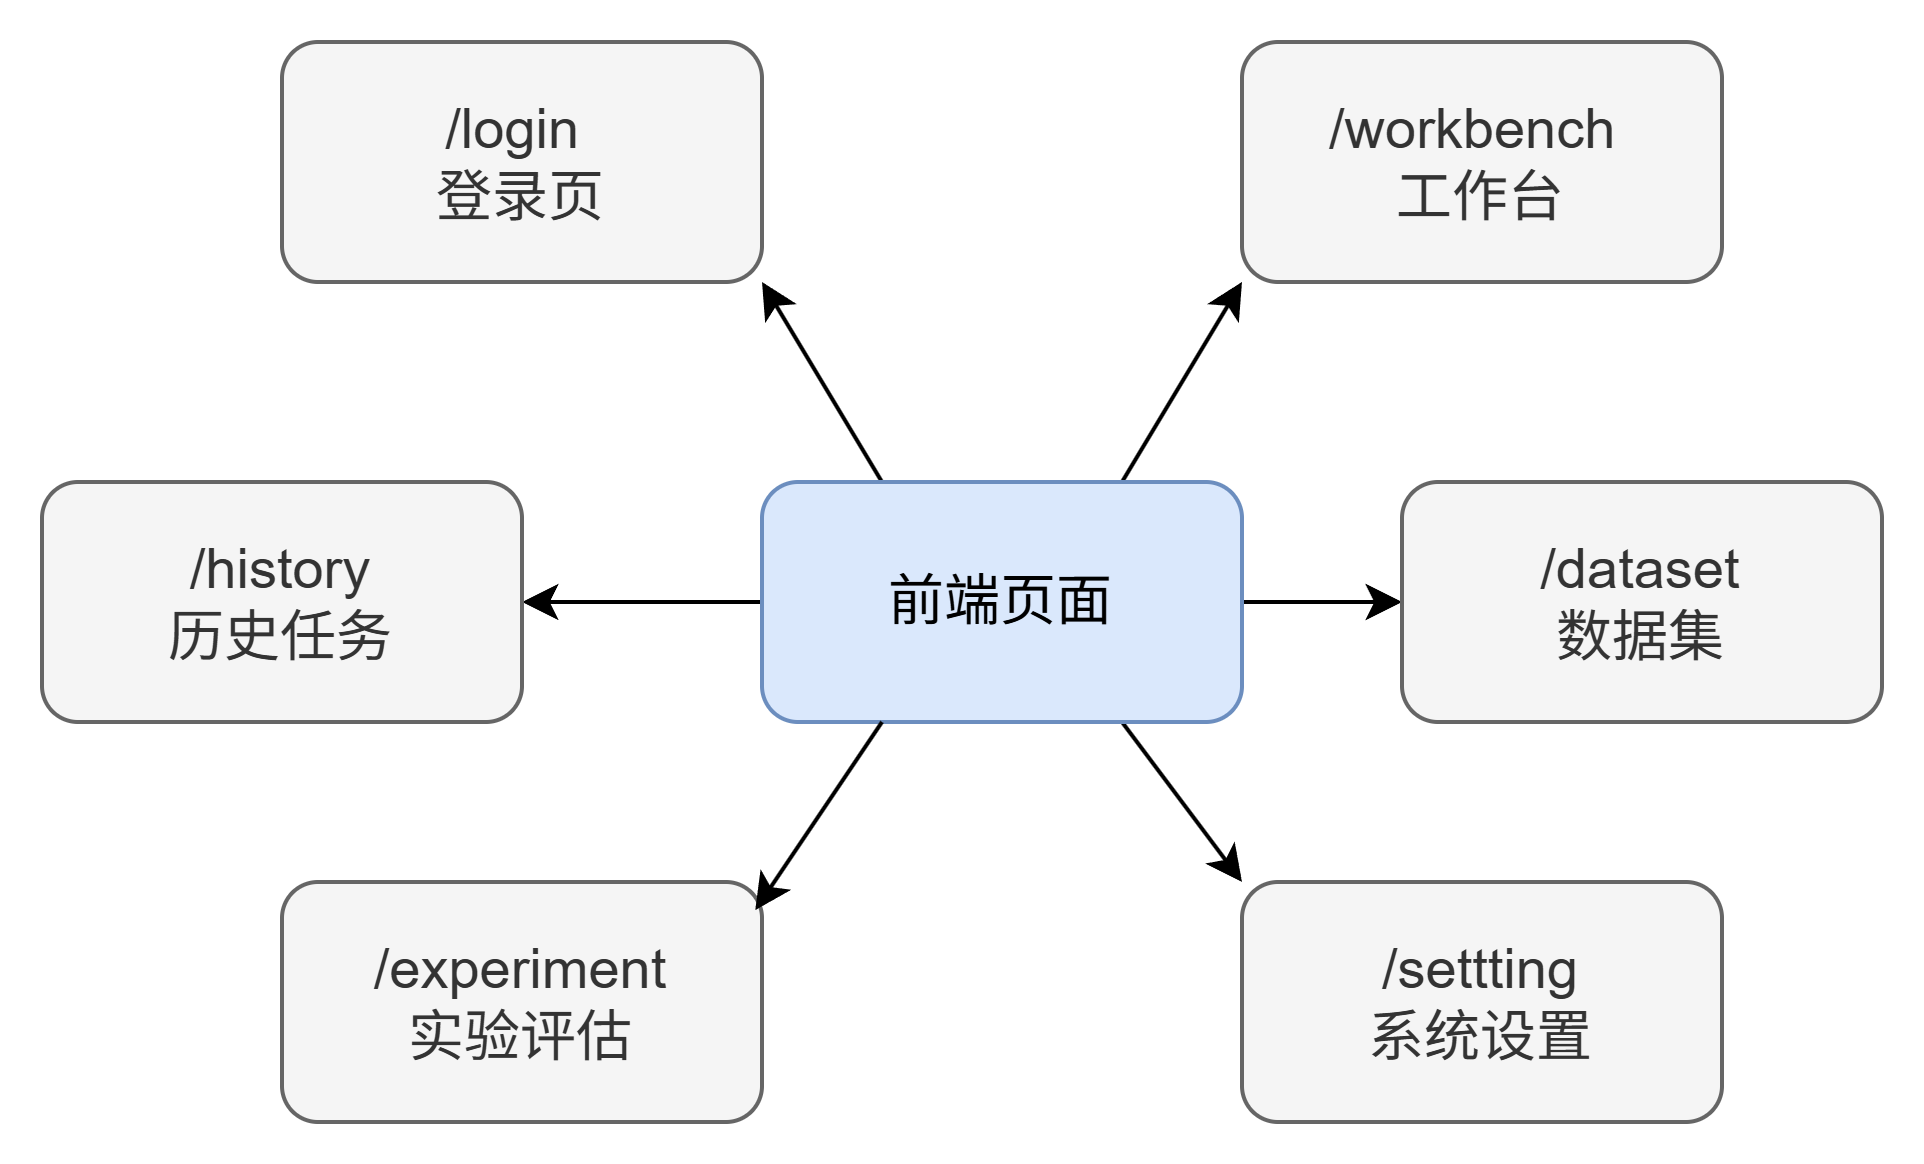 /login
登录页
/workbench
工作台
/history
历史任务
前端页面
/dataset
数据集
/experiment
实验评估
/settting
系统设置